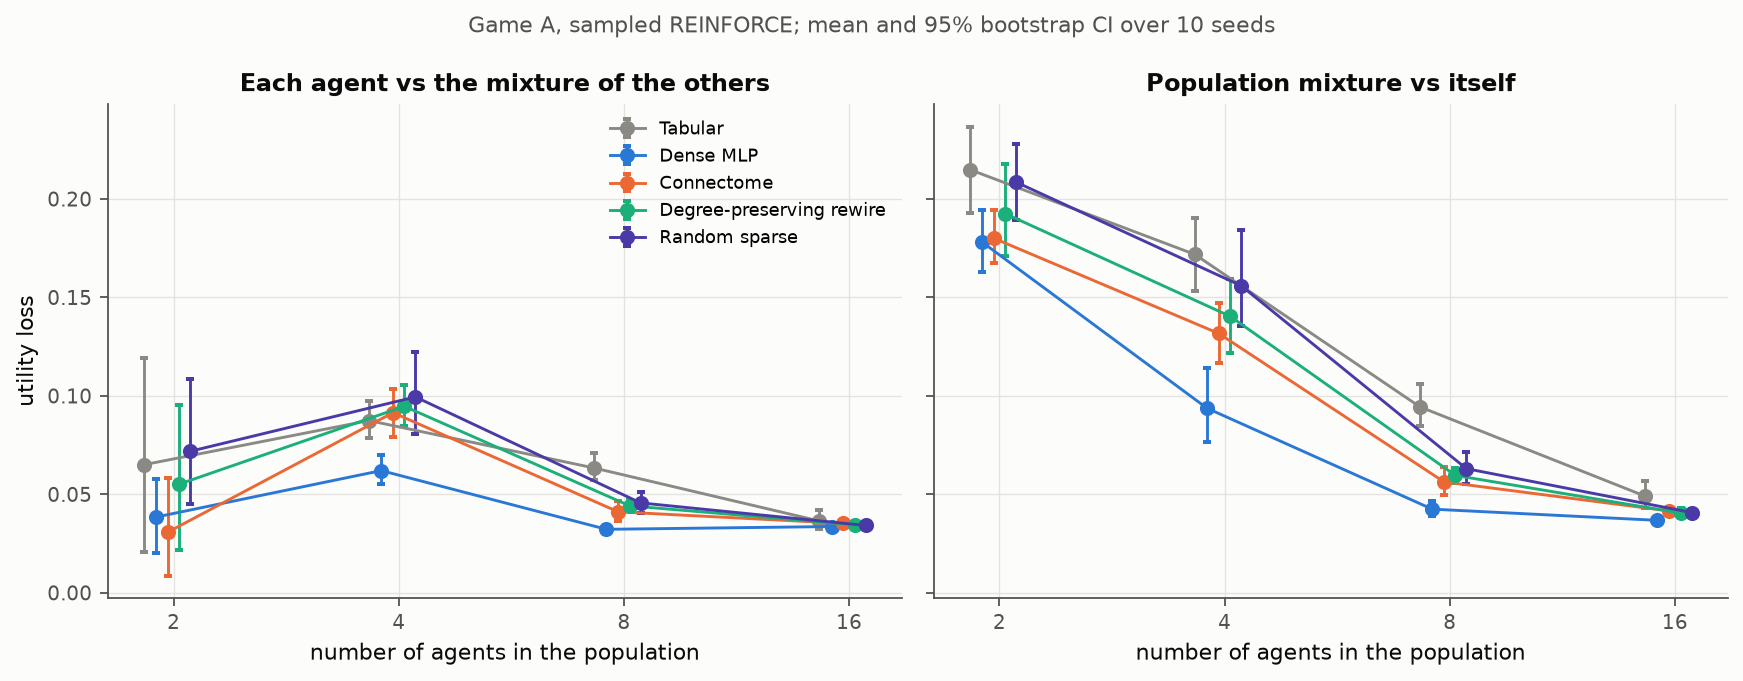 Game A, sampled REINFORCE; mean and 95% bootstrap CI over 10 seeds
Each agent vs the mixture of the others
Population mixture vs itself
Tabular
Dense MLP
Connectome
Degree-preserving rewire
Random sparse
utility loss
0.20
0.15
0.10
0.05
0.00
2 4 8 16
2 4 8 16
number of agents in the population
number of agents in the population